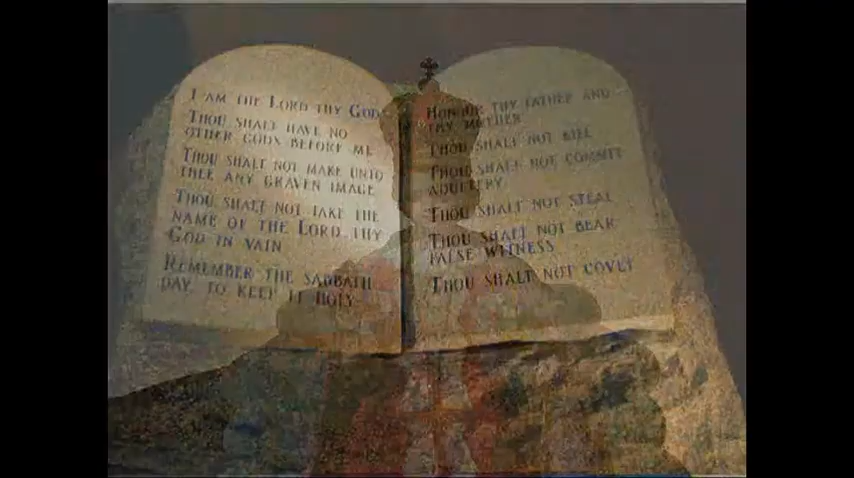 I AM THE LORD THY GOD
THOU SHALT HAVE NO
OTHER GODS BEFORE ME
THOU SHALT NOT MAKE UNTO
THEE ANY GRAVEN IMAGE
THOU SHALT NOT TAKE THE
NAME OF THE LORD THY
GOD IN VAIN
REMEMBER THE SABBATH
DAY, TO KEEP IT HOLY
HONOUR THY FATHER AND
THY MOTHER
THOU SHALT NOT KILL
THOU SHALT NOT COMMIT
ADULTERY
THOU SHALT NOT STEAL
THOU SHALT NOT BEAR
FALSE WITNESS
THOU SHALT NOT COVET